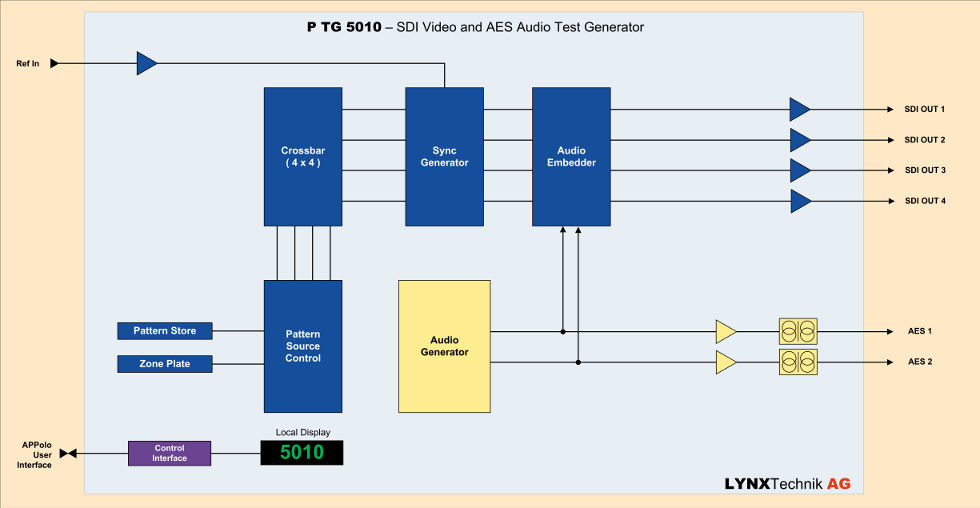 P TG 5010 – SDI Video and AES Audio Test Generator
Ref In
Crossbar
( 4 x 4 )
Sync
Generator
Audio
Embedder
SDI OUT 1
SDI OUT 2
SDI OUT 3
SDI OUT 4
Pattern Store
Zone Plate
Pattern
Source
Control
Audio
Generator
AES 1
AES 2
APPolo
User
Interface
Control
Interface
Local Display
5010
LYNXTechnik AG